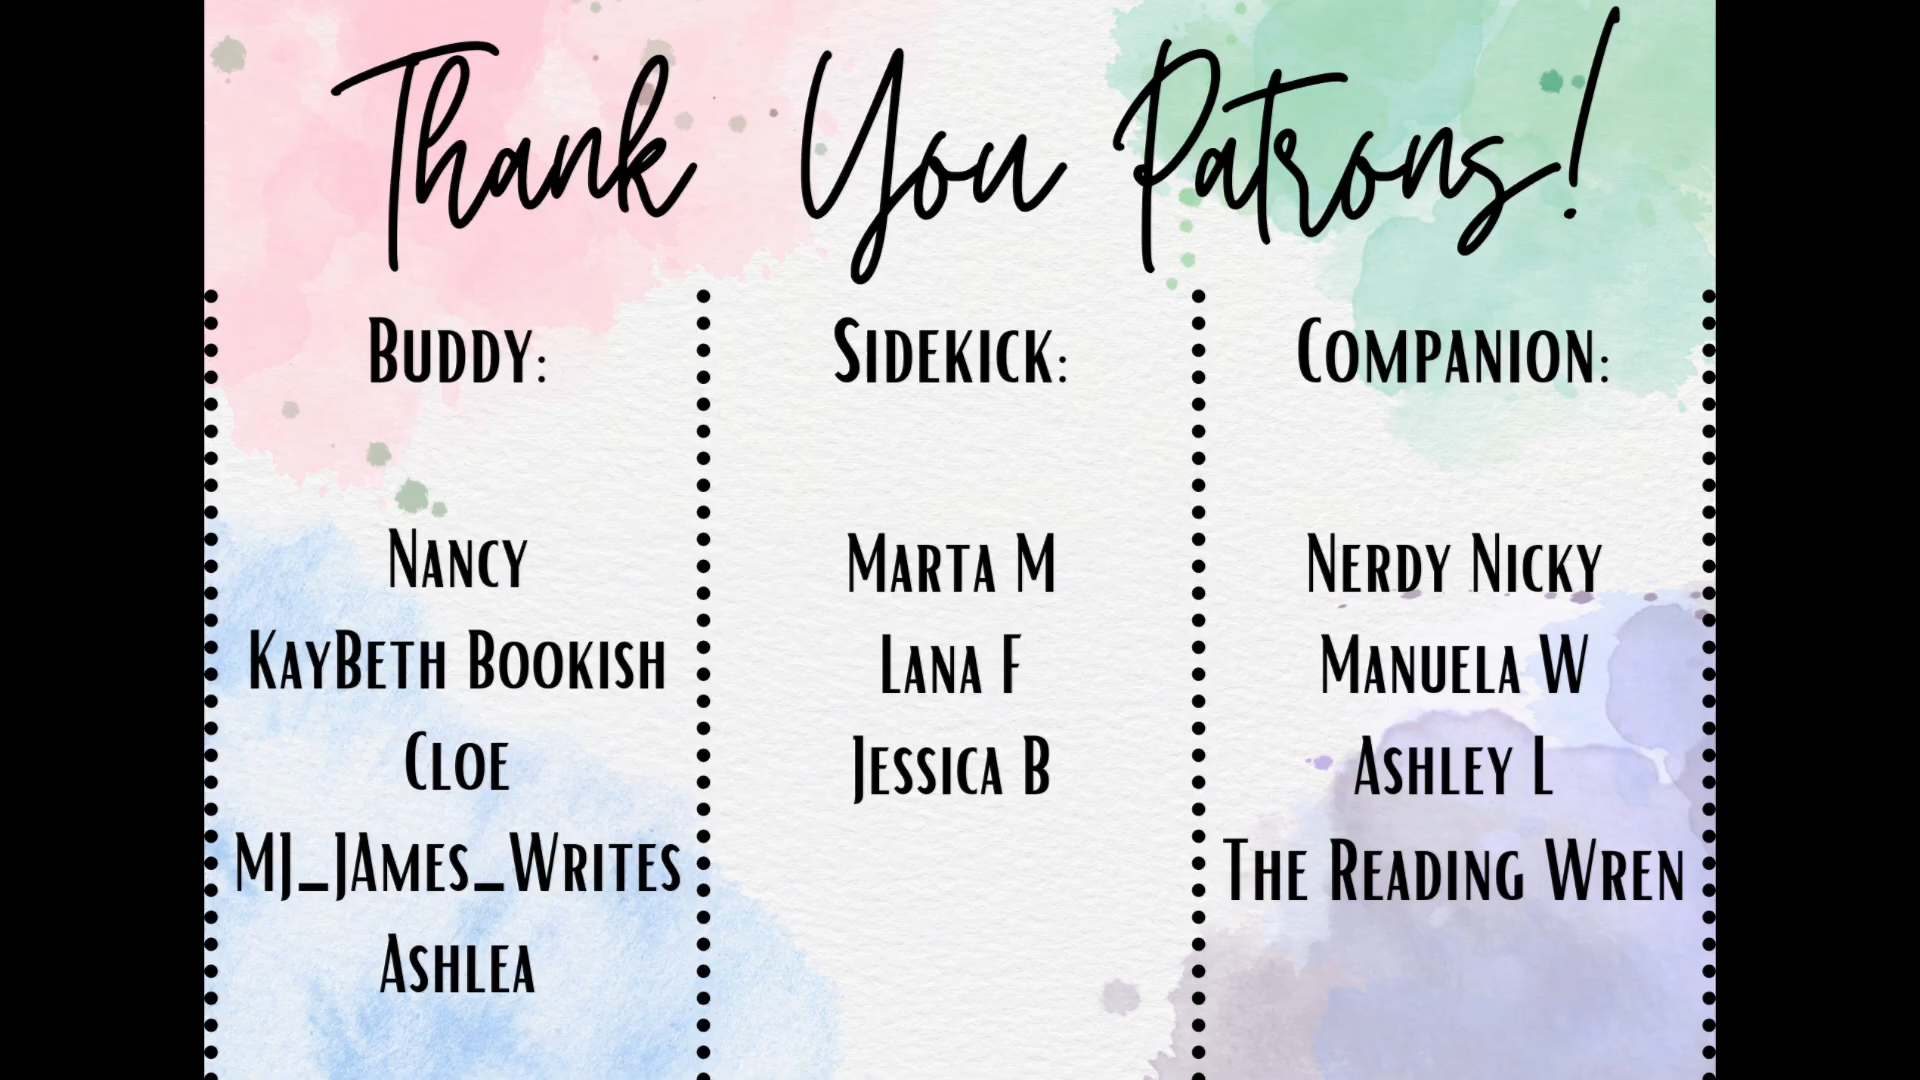 Thank You Patrons!
Buddy:
Nancy
KayBeth Bookish
Cloe
MJ_JAmes_Writes
Ashlea
Sidekick:
Marta M
Lana F
Jessica B
Companion:
Nerdy Nicky
Manuela W
Ashley L
The Reading Wren